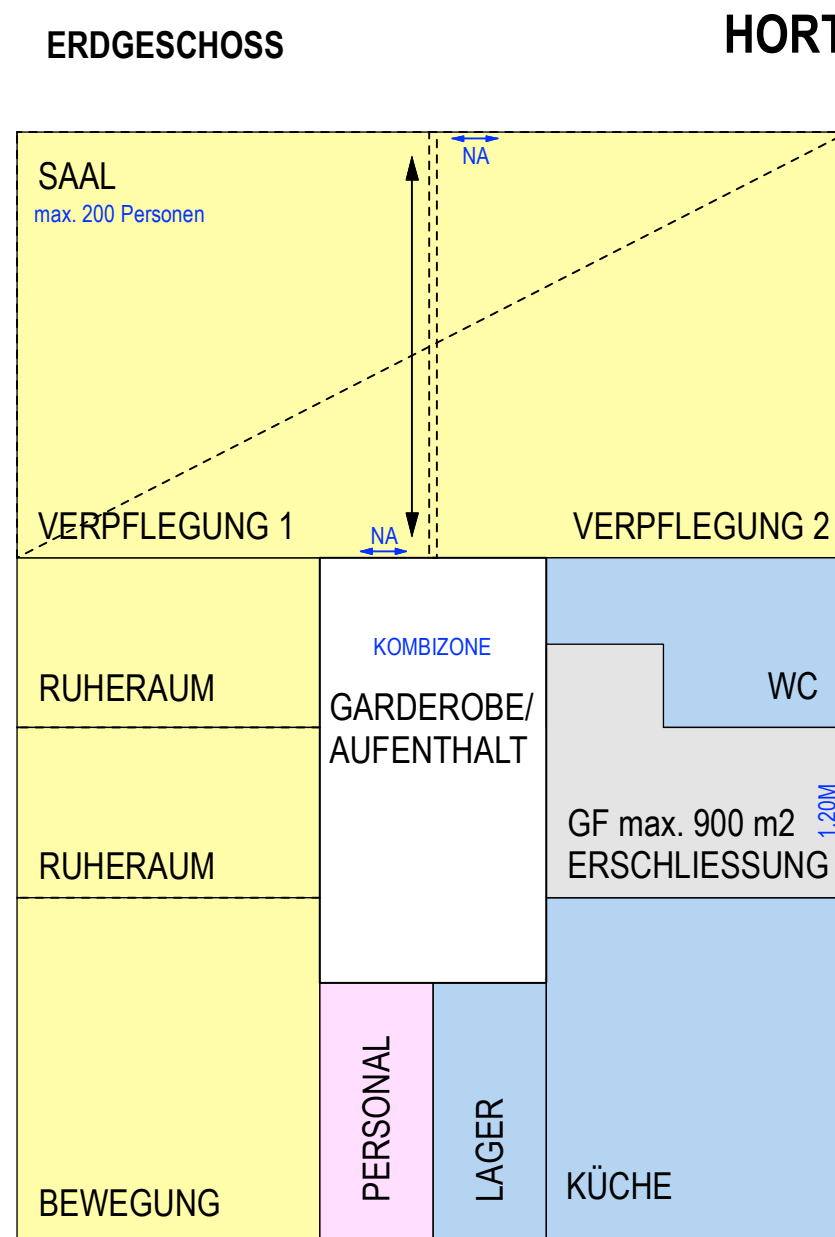 ERDGESCHOSS
HORT
NA
SAAL
max. 200 Personen
VERPFLEGUNG 1
NA
VERPFLEGUNG 2
KOMBIZONE
RUHERAUM
GARDEROBE/
AUFENTHALT
WC
1.20M
GF max. 900 m2
ERSCHLIESSUNG
RUHERAUM
PERSONAL
LAGER
KÜCHE
BEWEGUNG